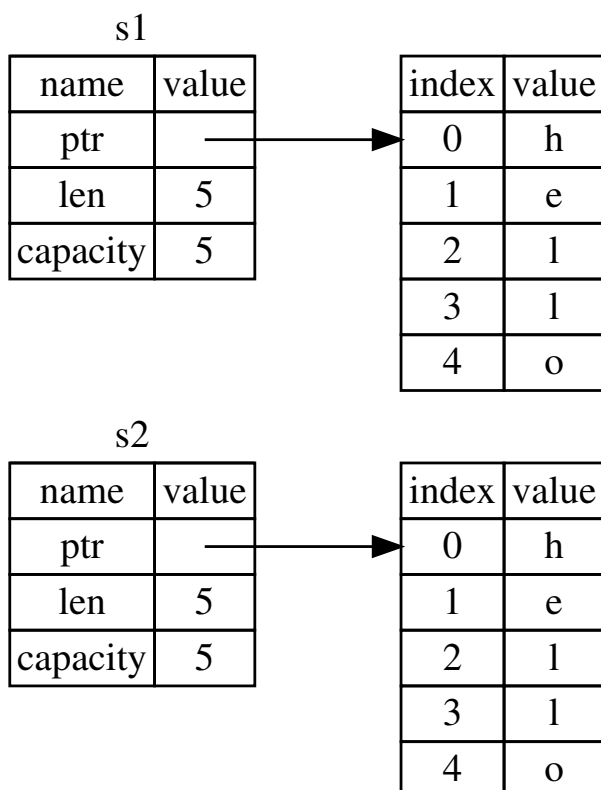 s1
name value
ptr
len 5
capacity 5
index value
0 h
1 e
2 l
3 l
4 o
s2
name value
ptr
len 5
capacity 5
index value
0 h
1 e
2 l
3 l
4 o